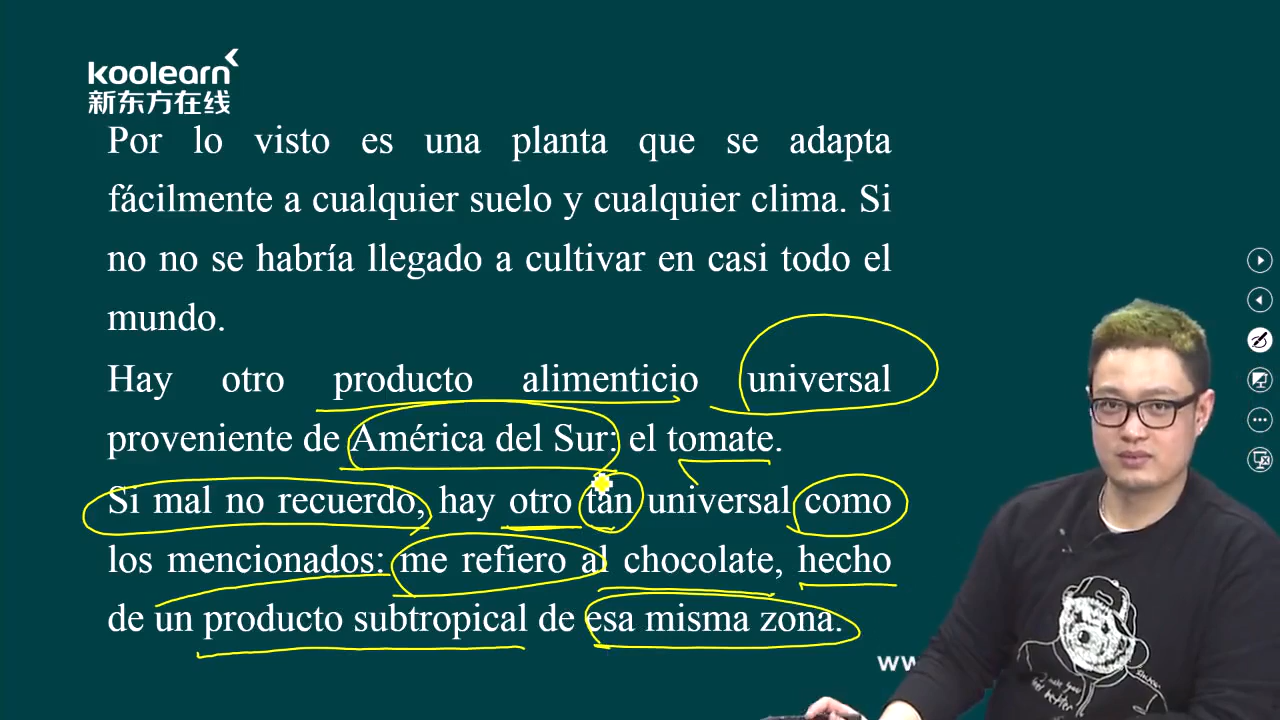 koolearn
新东方在线
Por lo visto es una planta que se adapta
fácilmente a cualquier suelo y cualquier clima. Si
no no se habría llegado a cultivar en casi todo el
mundo.
Hay otro producto alimenticio universal
proveniente de América del Sur: el tomate.
Si mal no recuerdo, hay otro tan universal como
los mencionados: me refiero al chocolate, hecho
de un producto subtropical de esa misma zona.
ww